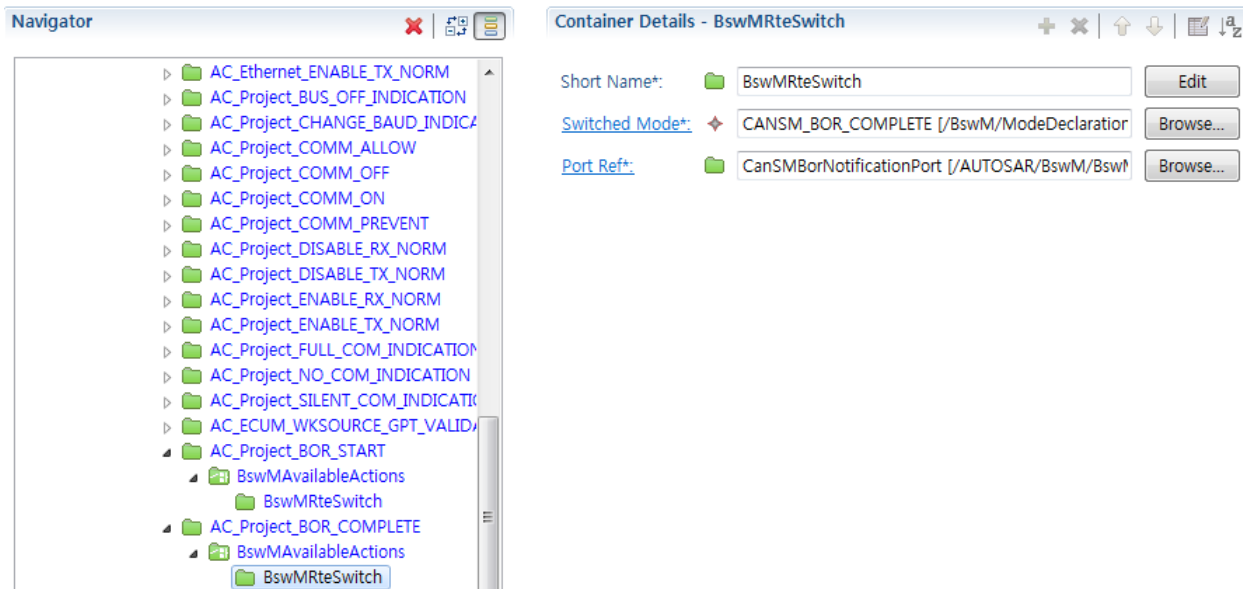 Navigator
AC_Ethernet_ENABLE_TX_NORM
AC_Project_BUS_OFF_INDICATION
AC_Project_CHANGE_BAUD_INDICA
AC_Project_COMM_ALLOW
AC_Project_COMM_OFF
AC_Project_COMM_ON
AC_Project_COMM_PREVENT
AC_Project_DISABLE_RX_NORM
AC_Project_DISABLE_TX_NORM
AC_Project_ENABLE_RX_NORM
AC_Project_ENABLE_TX_NORM
AC_Project_FULL_COM_INDICATION
AC_Project_NO_COM_INDICATION
AC_Project_SILENT_COM_INDICATIO
AC_ECUM_WKSOURCE_GPT_VALIDA
AC_Project_BOR_START
BswMAvailableActions
BswMRteSwitch
AC_Project_BOR_COMPLETE
BswMAvailableActions
BswMRteSwitch
Container Details - BswMRteSwitch
Short Name*: BswMRteSwitch Edit
Switched Mode*: CANSM_BOR_COMPLETE [/BswM/ModeDeclaration Browse...
Port Ref*: CanSMBorNotificationPort [/AUTOSAR/BswM/BswM Browse...